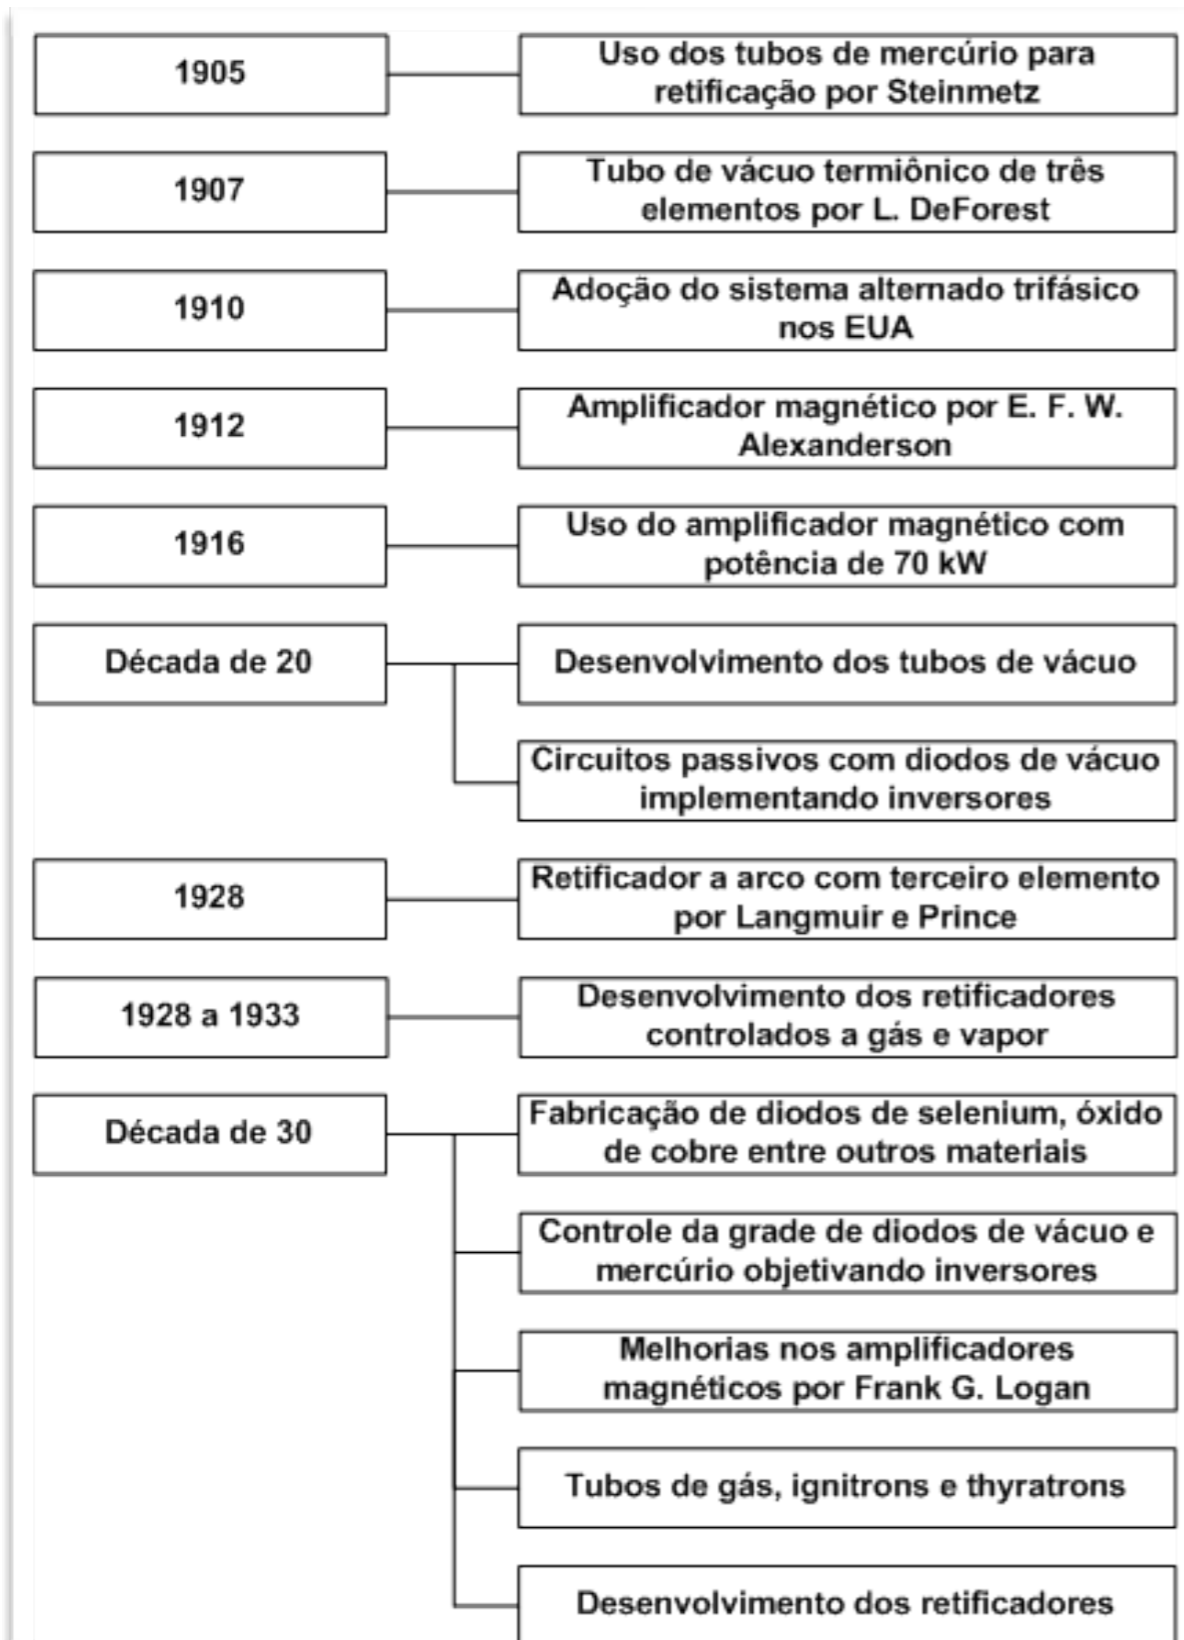 1905
Uso dos tubos de mercúrio para
retificação por Steinmetz
1907
Tubo de vácuo termiônico de três
elementos por L. DeForest
1910
Adoção do sistema alternado trifásico
nos EUA
1912
Amplificador magnético por E. F. W.
Alexanderson
1916
Uso do amplificador magnético com
potência de 70 kW
Década de 20
Desenvolvimento dos tubos de vácuo
Circuitos passivos com diodos de vácuo
implementando inversores
1928
Retificador a arco com terceiro elemento
por Langmuir e Prince
1928 a 1933
Desenvolvimento dos retificadores
controlados a gás e vapor
Década de 30
Fabricação de diodos de selenium, óxido
de cobre entre outros materiais
Controle da grade de diodos de vácuo e
mercúrio objetivando inversores
Melhorias nos amplificadores
magnéticos por Frank G. Logan
Tubos de gás, ignitrons e thyratrons
Desenvolvimento dos retificadores